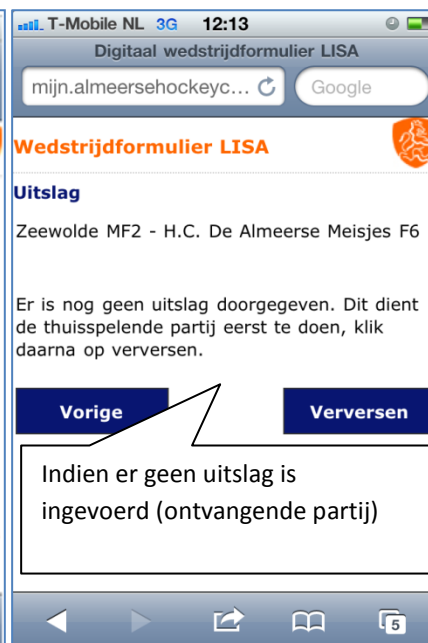 T-Mobile NL 3G 12:13
Digitaal wedstrijdformulier LISA
mijn.almeersehockeyc... Google
Wedstrijdformulier LISA
Uitslag
Zeewolde MF2 - H.C. De Almeerse Meisjes F6
Er is nog geen uitslag doorgegeven. Dit dient
de thuisspelende partij eerst te doen, klik
daarna op verversen.
Vorige Verversen
Indien er geen uitslag is
ingevoerd (ontvangende partij)
5